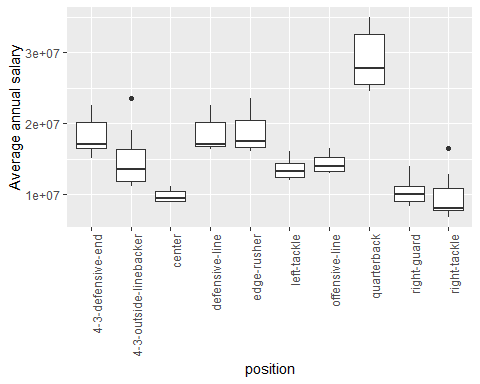 Average annual salary
3e+07
2e+07
1e+07
4-3-defensive-end
4-3-outside-linebacker
center
defensive-line
edge-rusher
left-tackle
offensive-line
quarterback
right-guard
right-tackle
position